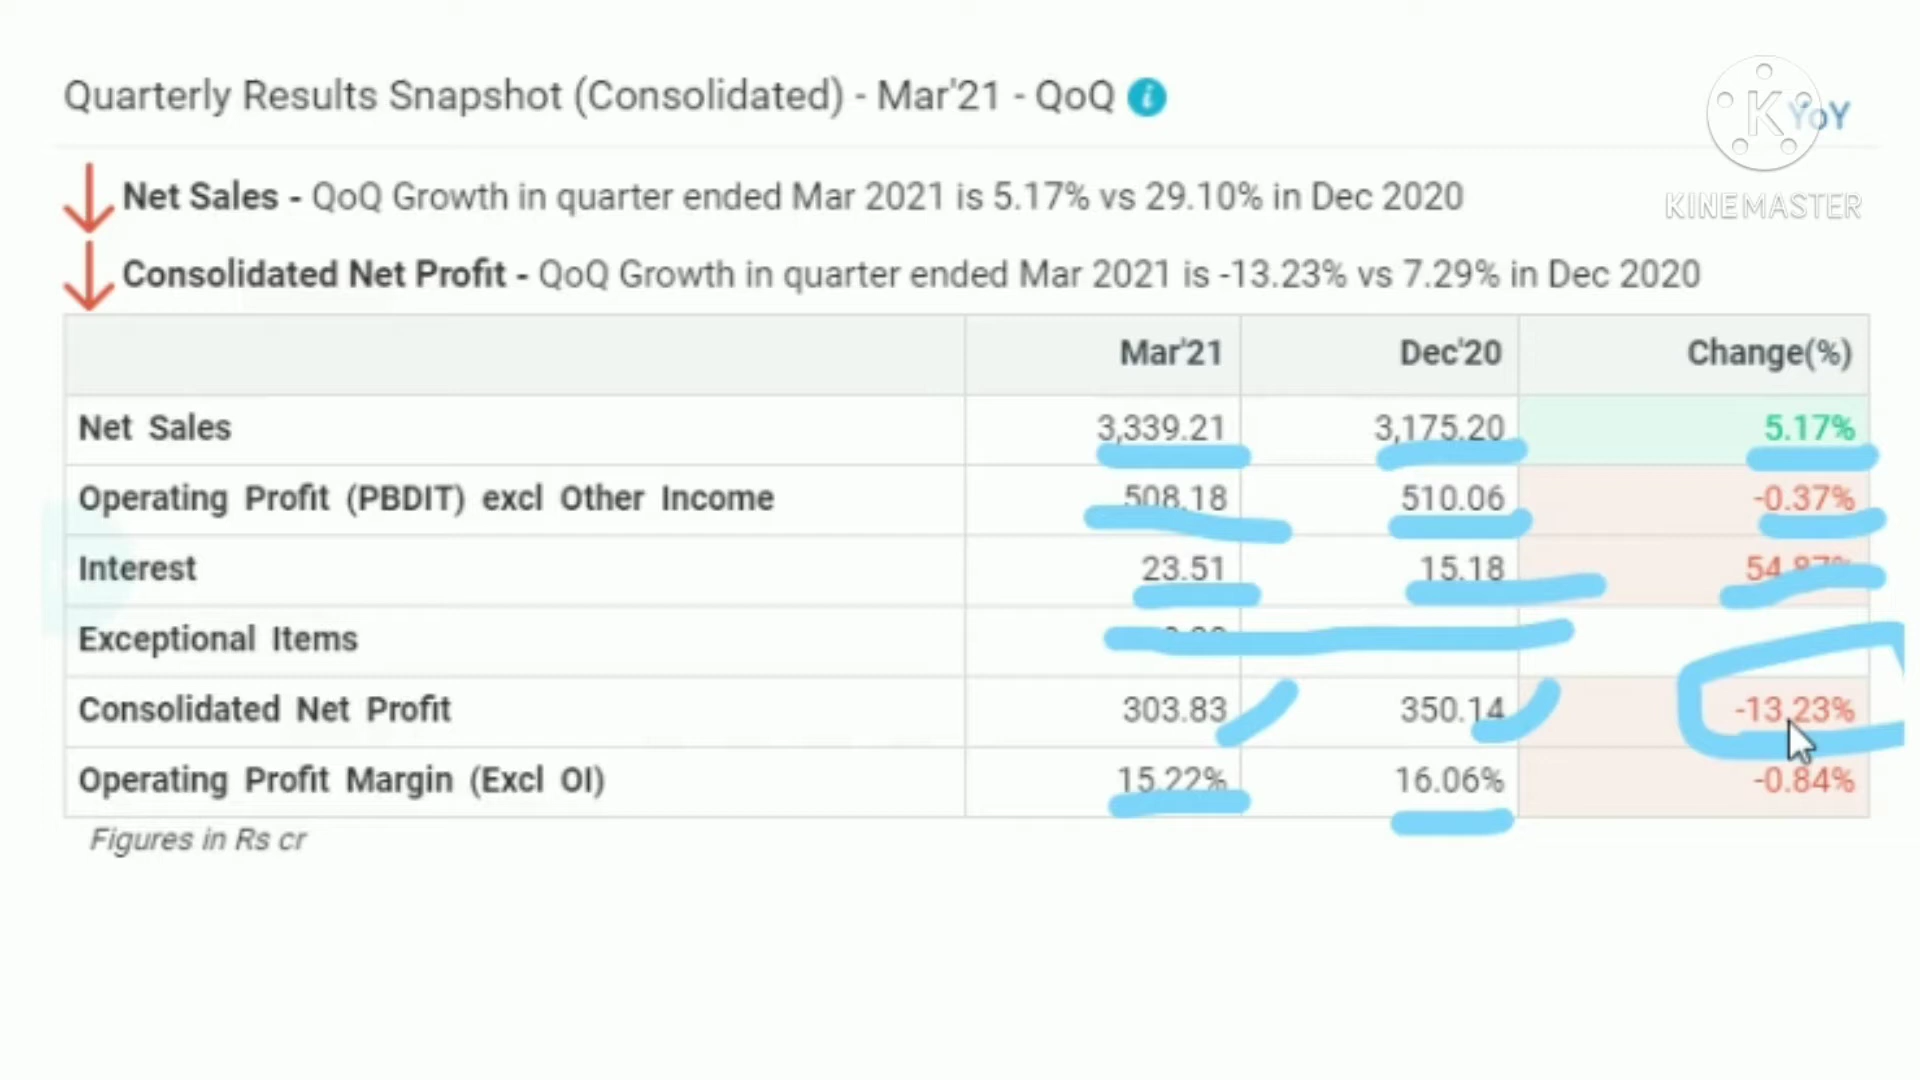 Quarterly Results Snapshot (Consolidated) - Mar'21 - QoQ i YoY
K
KINEMASTER
Net Sales - QoQ Growth in quarter ended Mar 2021 is 5.17% vs 29.10% in Dec 2020
Consolidated Net Profit - QoQ Growth in quarter ended Mar 2021 is -13.23% vs 7.29% in Dec 2020
Mar'21 Dec'20 Change(%)
Net Sales 3,339.21 3,175.20 5.17%
Operating Profit (PBDIT) excl Other Income 508.18 510.06 -0.37%
Interest 23.51 15.18 54.87%
Exceptional Items
Consolidated Net Profit 303.83 350.14 -13.23%
Operating Profit Margin (Excl OI) 15.22% 16.06% -0.84%
Figures in Rs cr